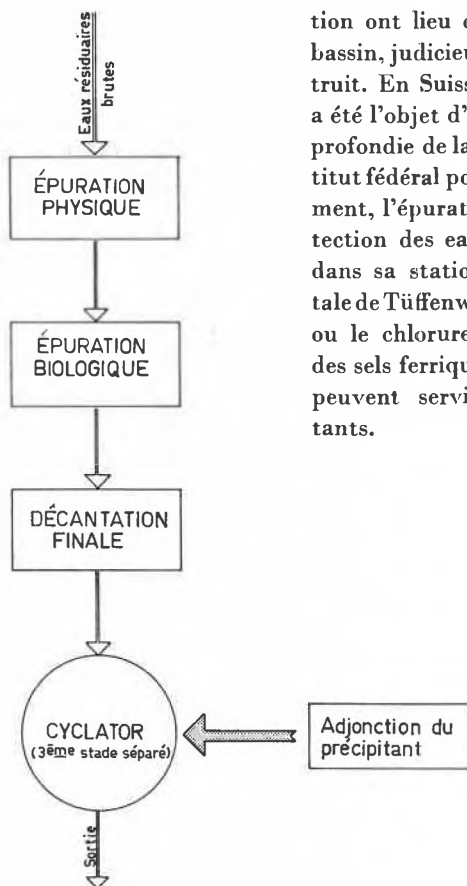 Eaux résiduaires
brutes
ÉPURATION
PHYSIQUE
ÉPURATION
BIOLOGIQUE
DÉCANTATION
FINALE
CYCLATOR
(3ème stade séparé)
Adjonction du
précipitant
Sortie
tion ont lieu
bassin, judicieu
truit. En Suiss
a été l'objet d'
profondie de la
titut fédéral po
ment, l'épurat
tection des ea
dans sa statio
tale de Tüffenw
ou le chlorure
des sels ferriqu
peuvent servi
tants.